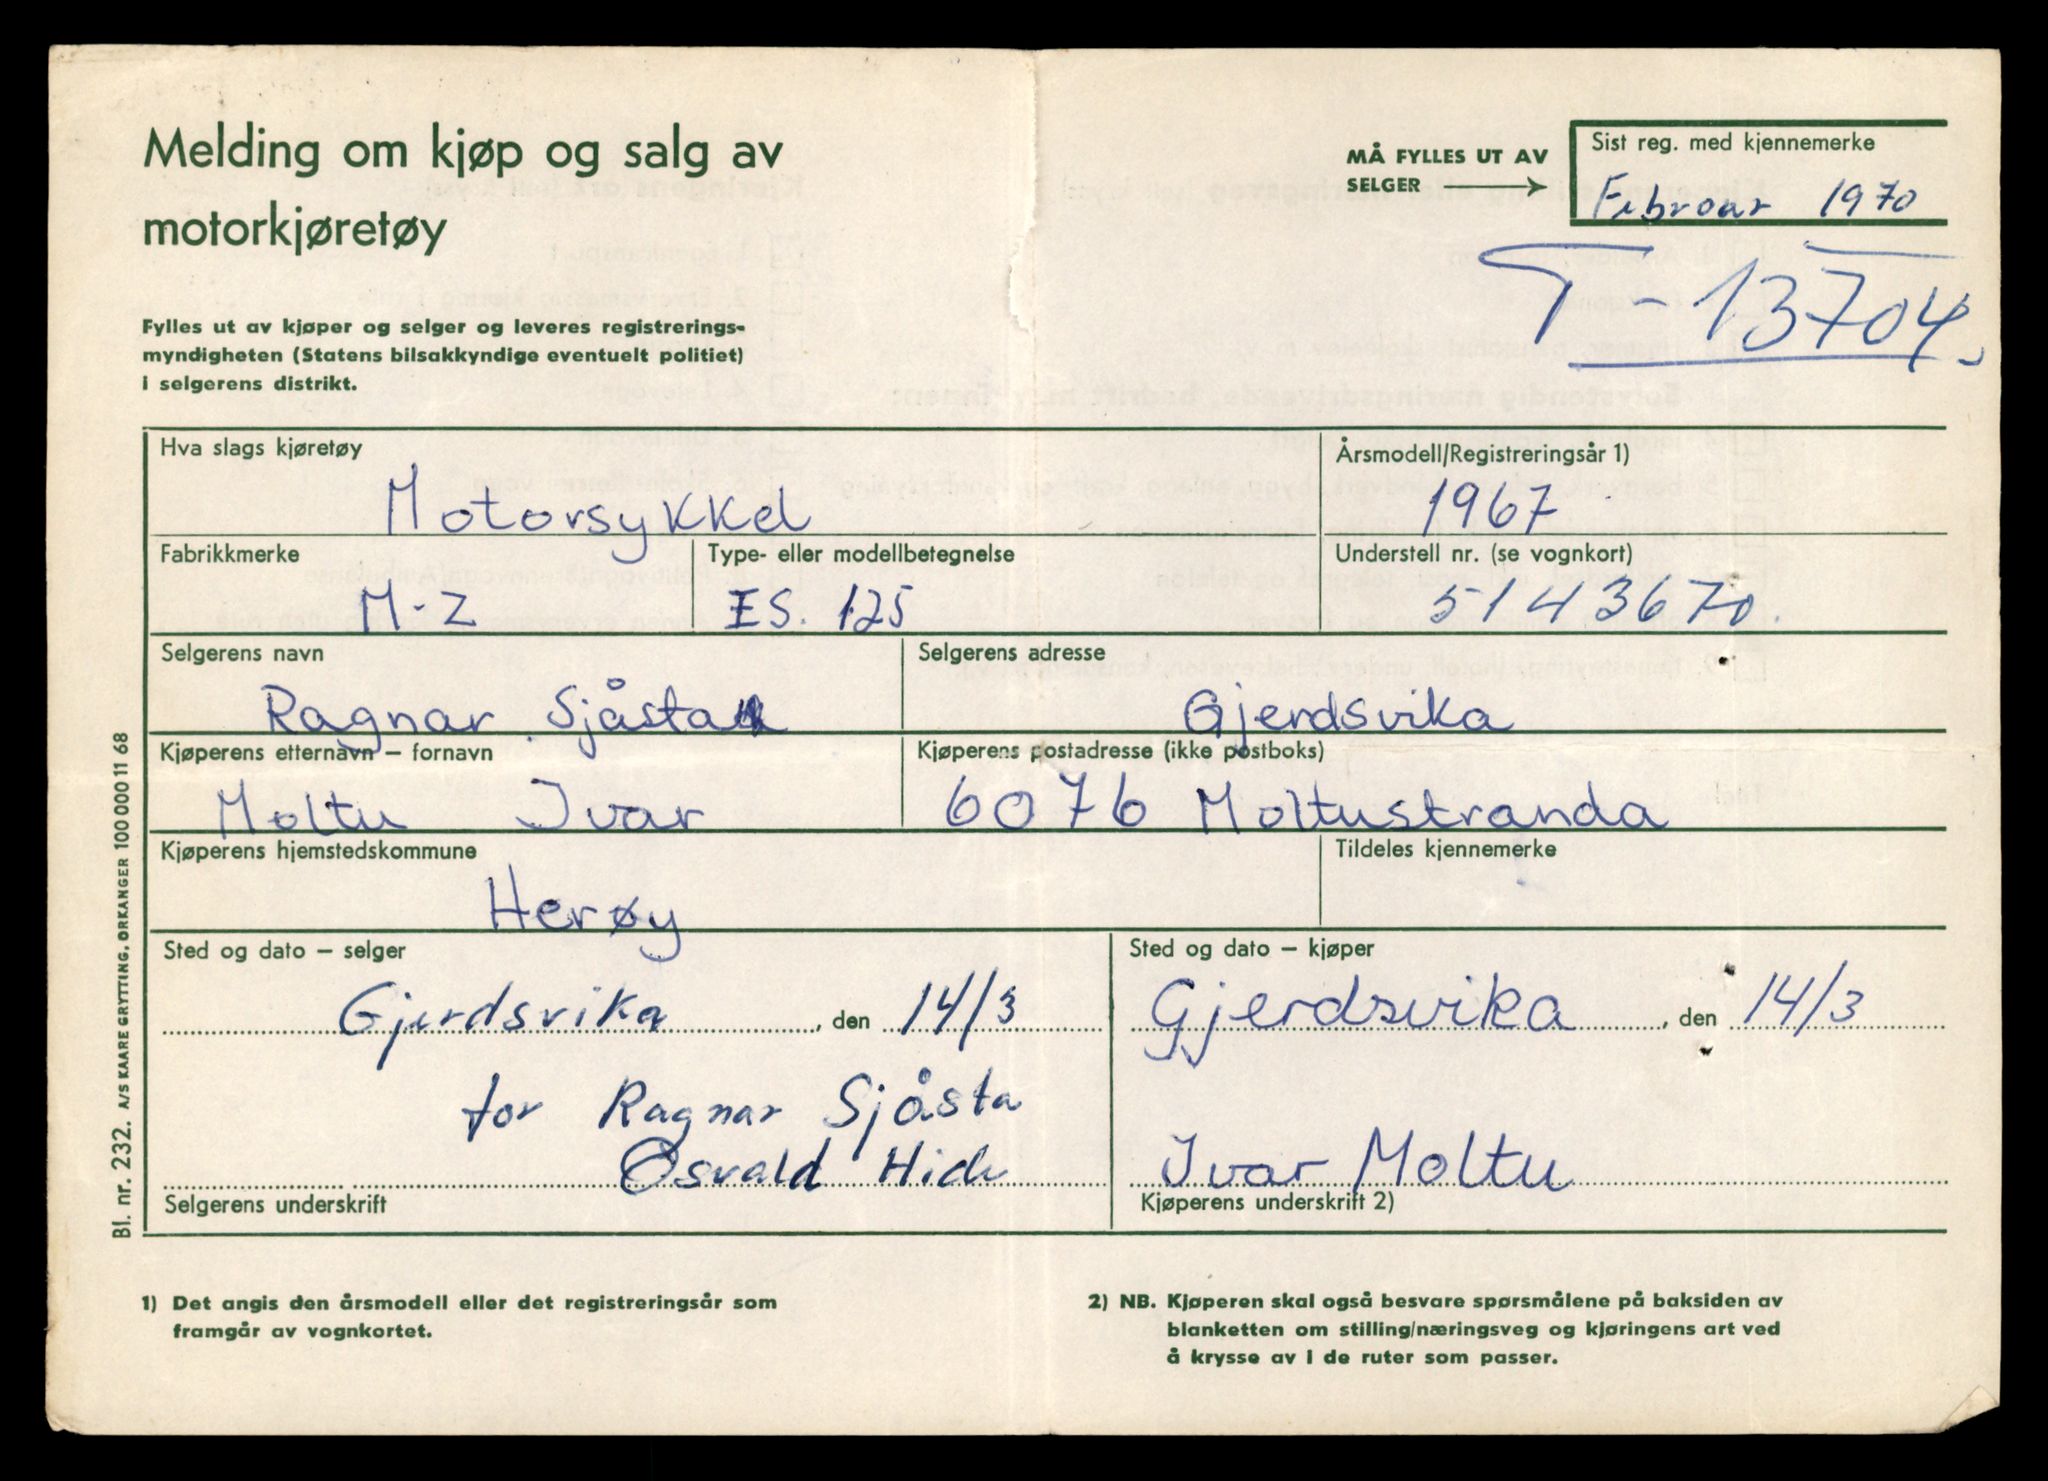 Melding om kjøp og salg av
motorkjøretøy
MÅ FYLLES UT AV
SELGER
Sist reg. med kjennemerke
Februar 1970
T-13704
Fylles ut av kjøper og selger og leveres registrerings-
myndigheten (Statens bilsakkyndige eventuelt politiet)
i selgerens distrikt.
Hva slags kjøretøy
Motorsykkel
Årsmodell/Registreringsår 1)
1967
Fabrikkmerke
M-Z
Type- eller modellbetegnelse
ES. 125
Understell nr. (se vognkort)
5143670.
Selgerens navn
Ragnar Sjåsta
Selgerens adresse
Gjerdsvika
Kjøperens etternavn – fornavn
Moltu Ivar
Kjøperens postadresse (ikke postboks)
6076 Moltustranda
Kjøperens hjemstedskommune
Herøy
Tildeles kjennemerke
Sted og dato – selger
Gjerdsvika, den 14/3
for Ragnar Sjåsta
Osvald Hide
Selgerens underskrift
Sted og dato – kjøper
Gjerdsvika, den 14/3
Ivar Moltu
Kjøperens underskrift 2)
1) Det angis den årsmodell eller det registreringsår som
framgår av vognkortet.
2) NB. Kjøperen skal også besvare spørsmålene på baksiden av
blanketten om stilling/næringsveg og kjøringens art ved
å krysse av i de ruter som passer.
Bl. nr. 232. A/S KAARE GRYTTING, ORKANGER 100 000 11 68